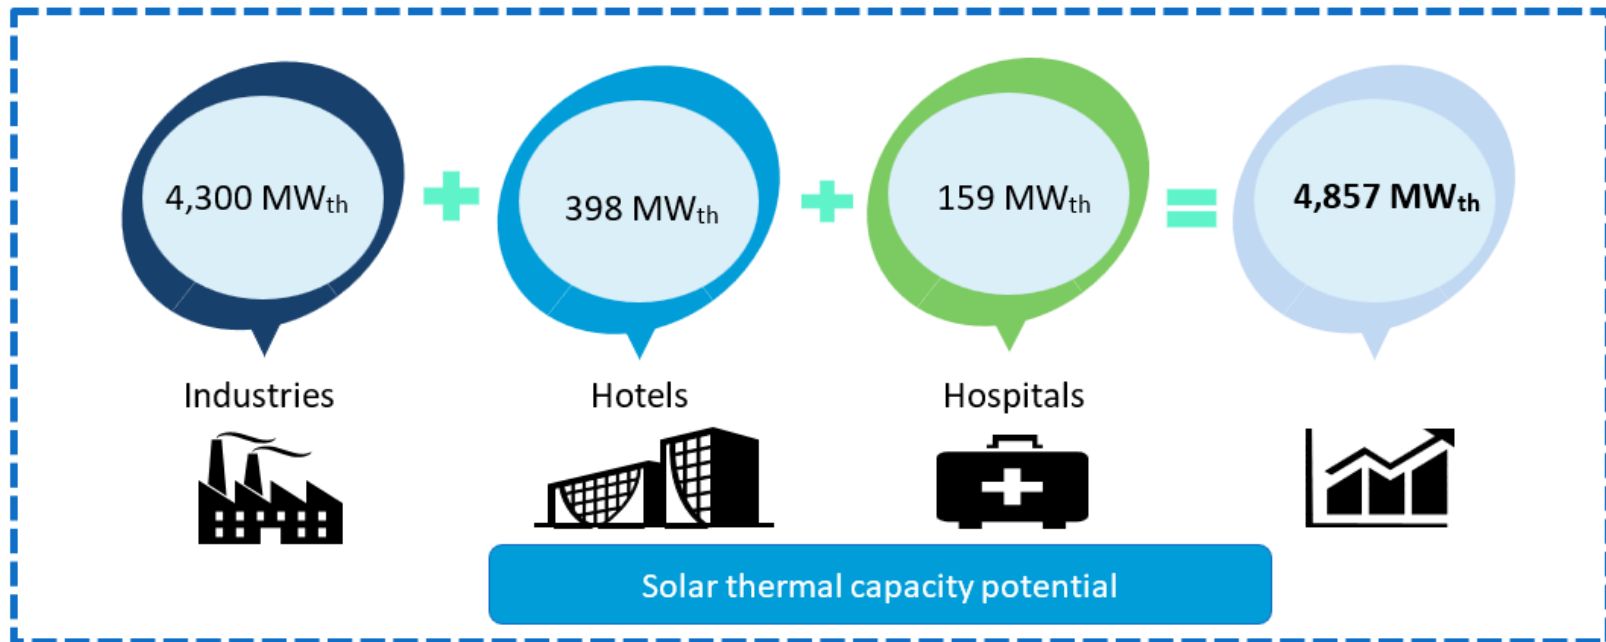 4,300 MWth
398 MWth
159 MWth
4,857 MWth
Industries
Hotels
Hospitals
Solar thermal capacity potential